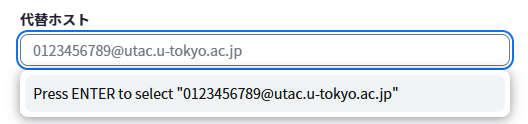 代替ホスト
0123456789@utac.u-tokyo.ac.jp
Press ENTER to select "0123456789@utac.u-tokyo.ac.jp"